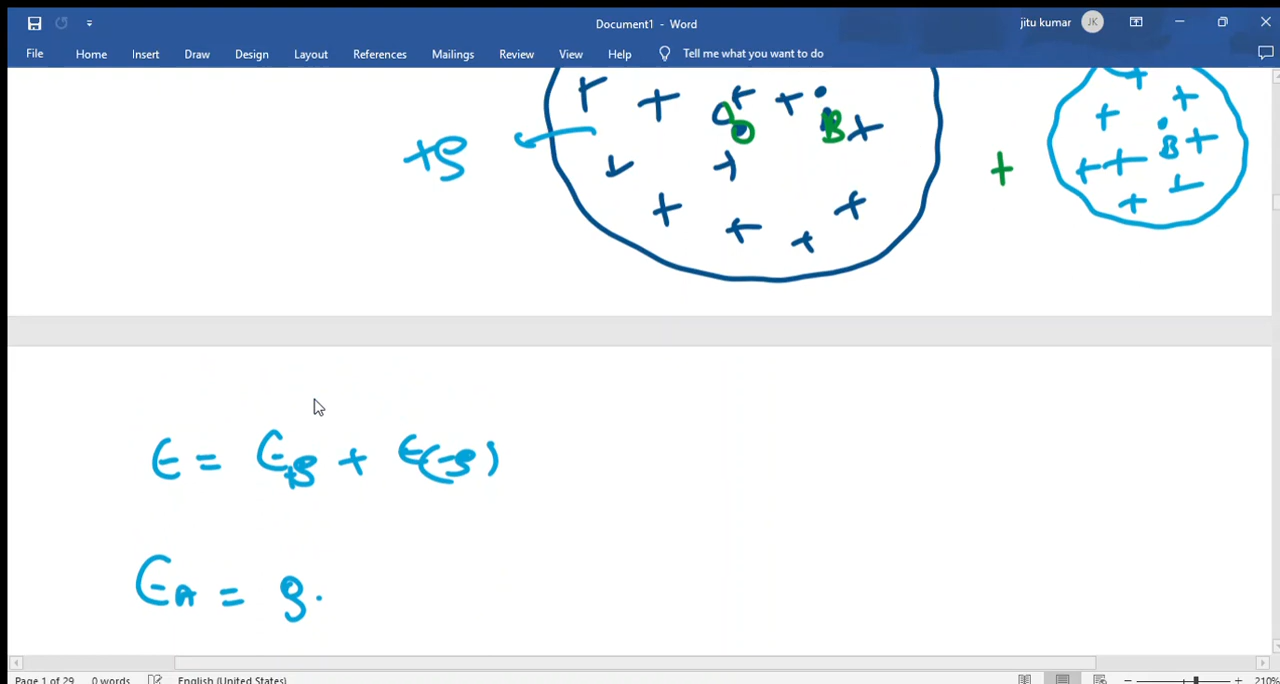 Document1 - Word
jitu kumar JK
File Home Insert Draw Design Layout References Mailings Review View Help Tell me what you want to do
+ρ
O B + B
E = E+ρ + E(-ρ)
EA = ρ.
Page 1 of 29 0 words English (United States) 210%